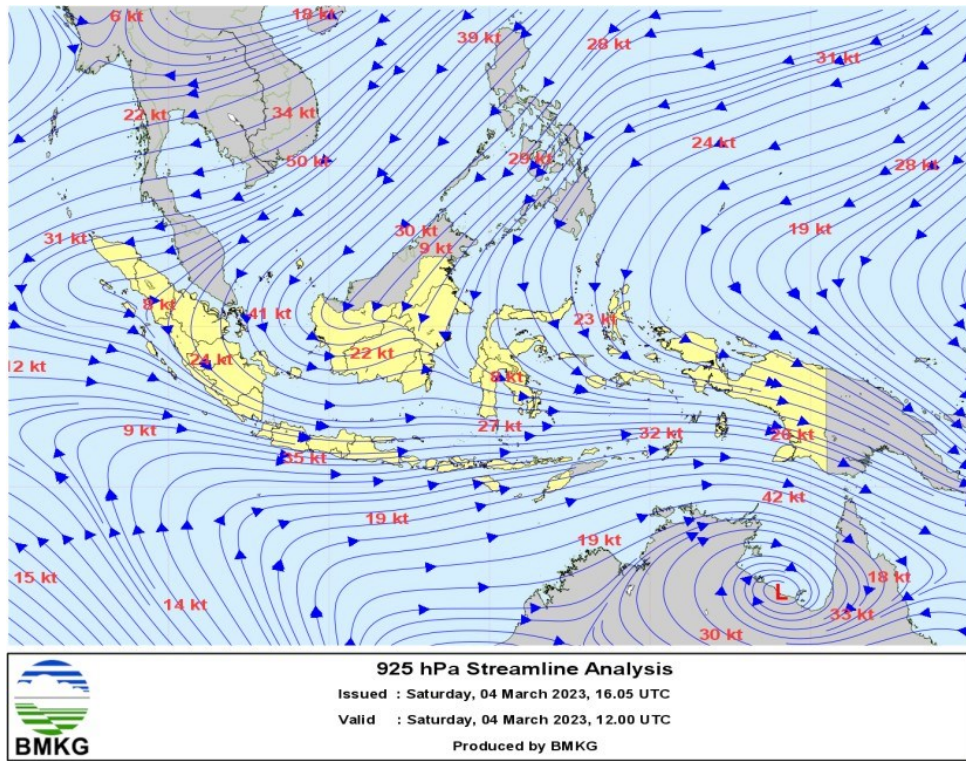 6 kt
18 kt
39 kt
28 kt
31 kt
22 kt
34 kt
24 kt
50 kt
29 kt
28 kt
30 kt
19 kt
31 kt
9 kt
8 kt
41 kt
23 kt
12 kt
24 kt
22 kt
8 kt
9 kt
27 kt
32 kt
26 kt
35 kt
42 kt
19 kt
19 kt
15 kt
18 kt
14 kt
L
33 kt
30 kt
925 hPa Streamline Analysis
Issued : Saturday, 04 March 2023, 16.05 UTC
Valid : Saturday, 04 March 2023, 12.00 UTC
Produced by BMKG
BMKG